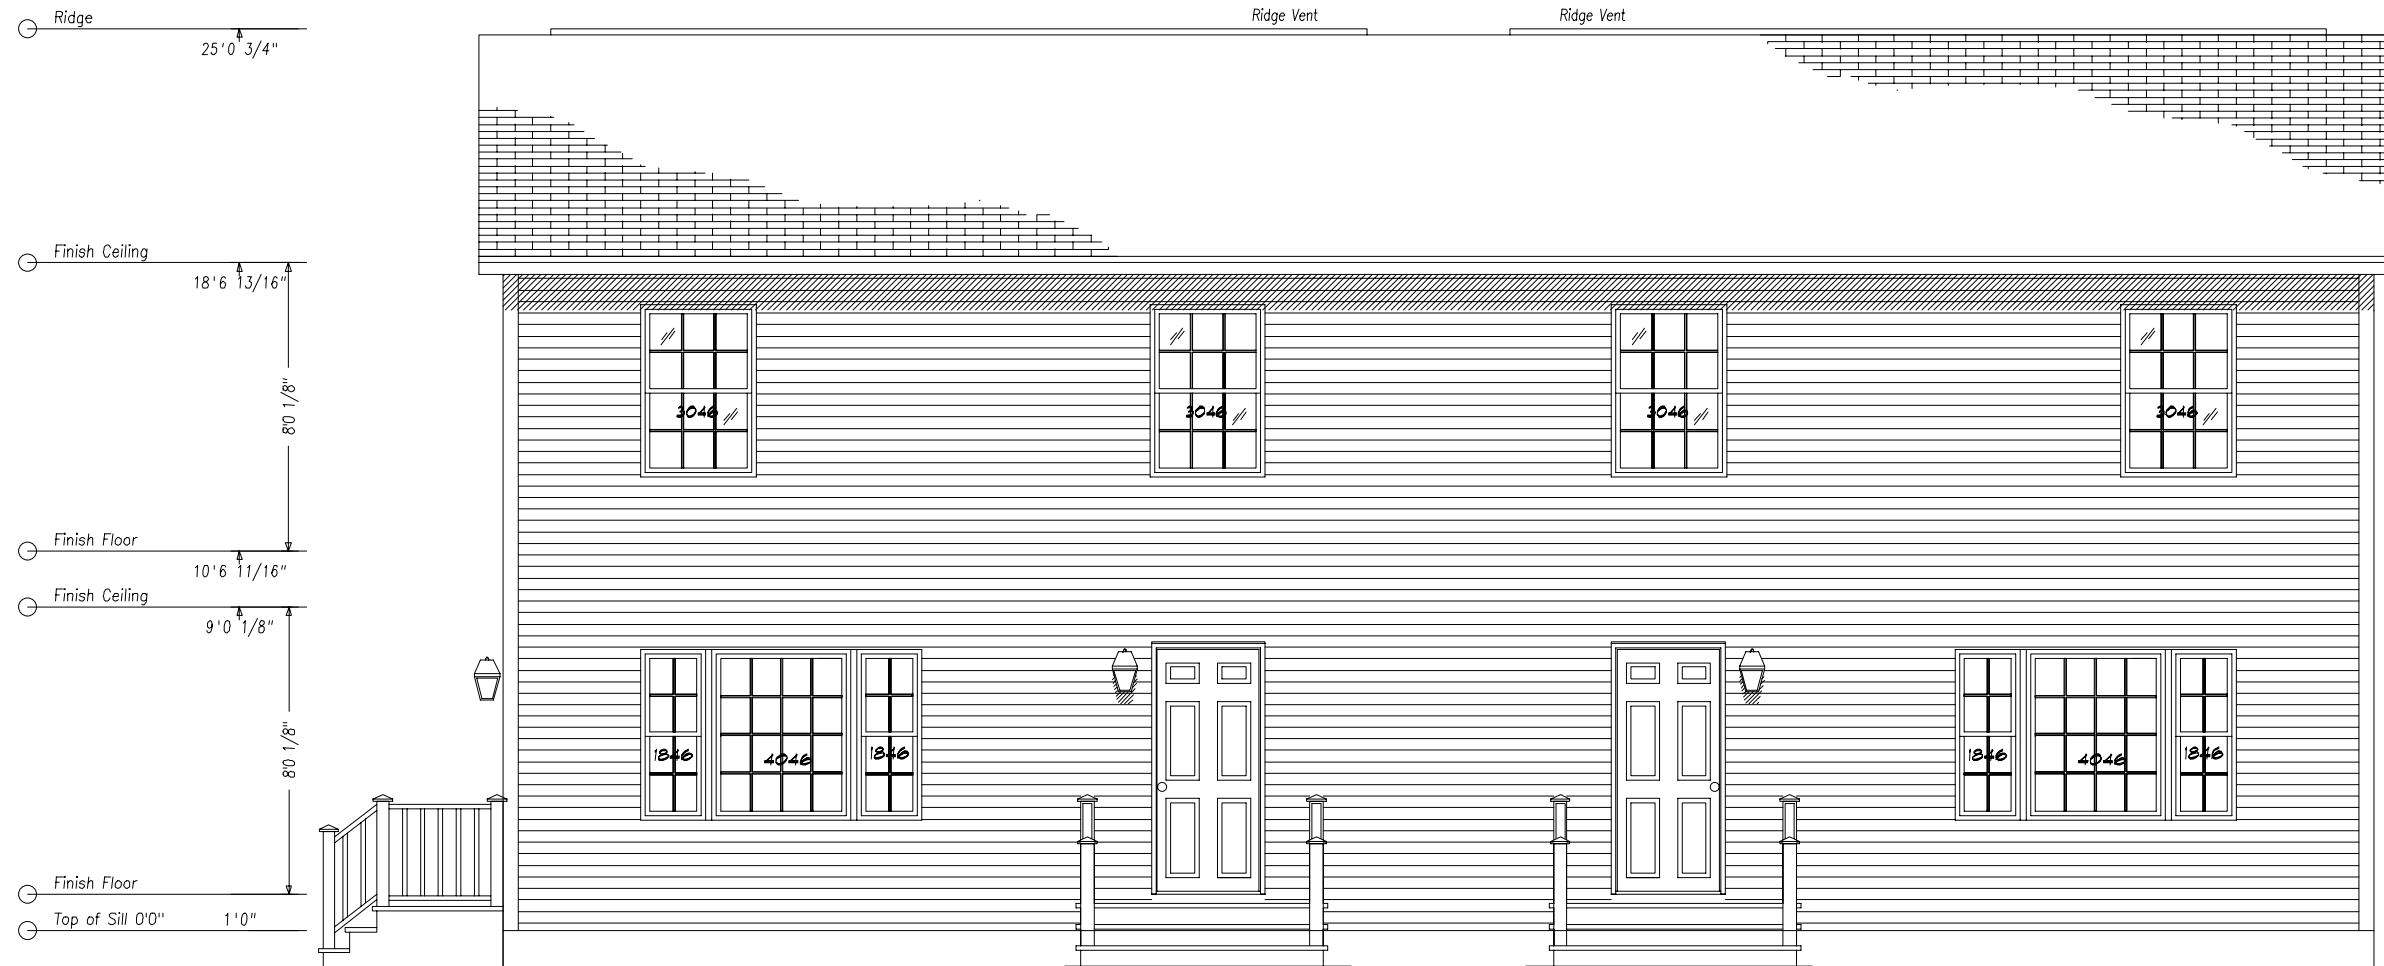 Ridge
25'0 3/4"
Ridge Vent
Ridge Vent
Finish Ceiling
18'6 13/16"
8'0 1/8"
3046
3046
3046
3046
Finish Floor
10'6 11/16"
Finish Ceiling
9'0 1/8"
8'0 1/8"
1846
4046
1846
1846
4046
1846
Finish Floor
Top of Sill 0'0" 1'0"